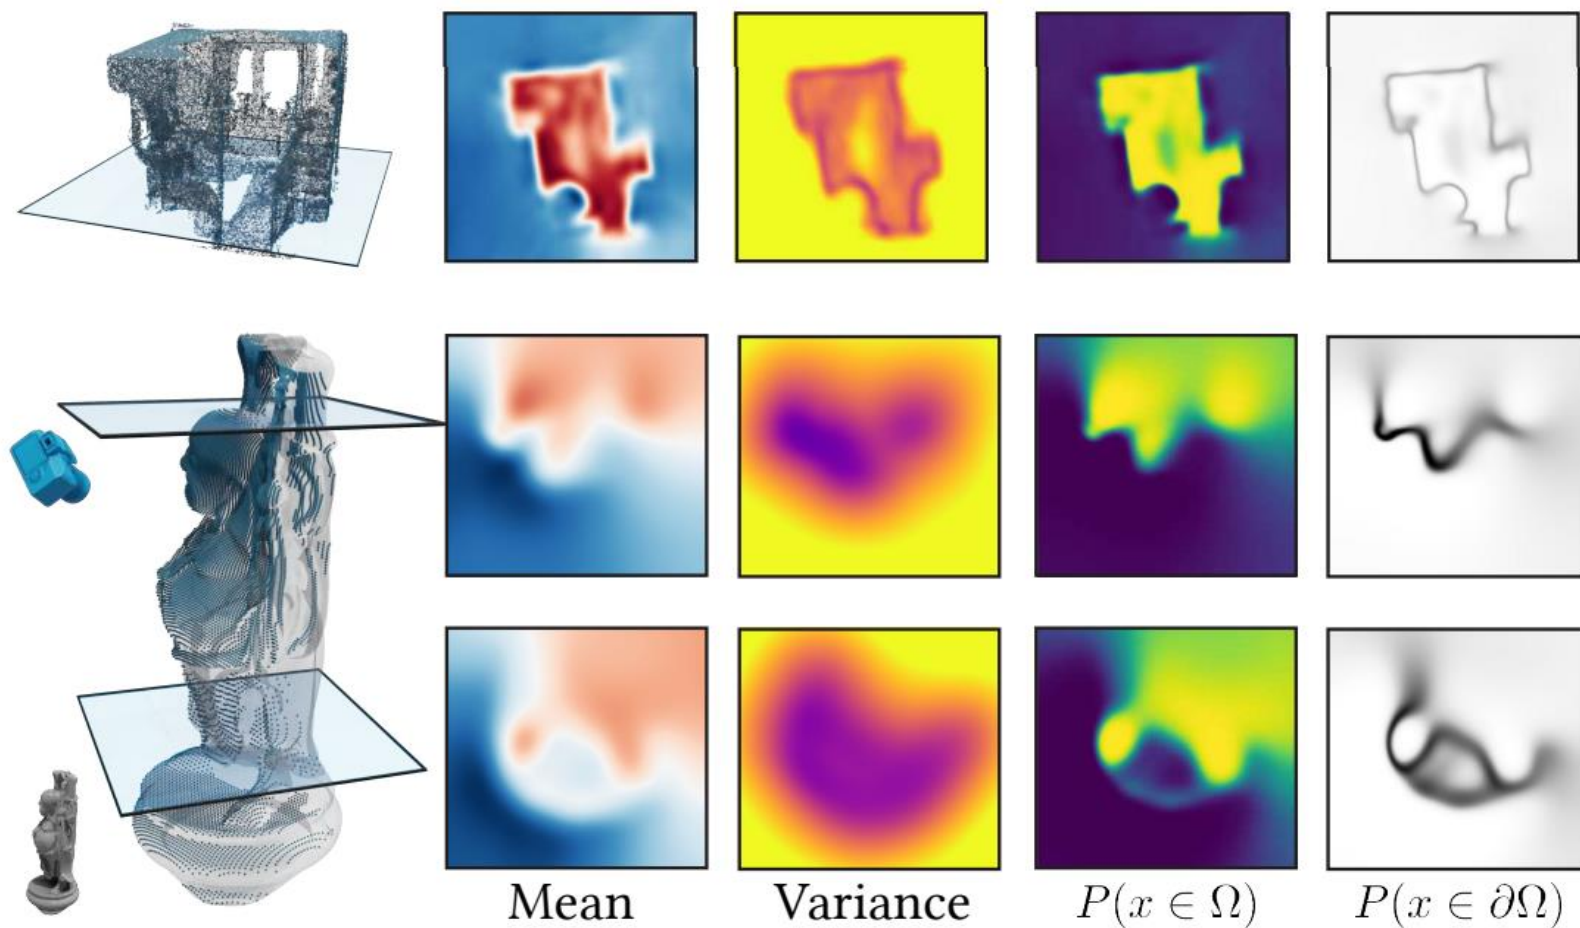 Mean Variance P(x ∈ Ω) P(x ∈ ∂Ω)